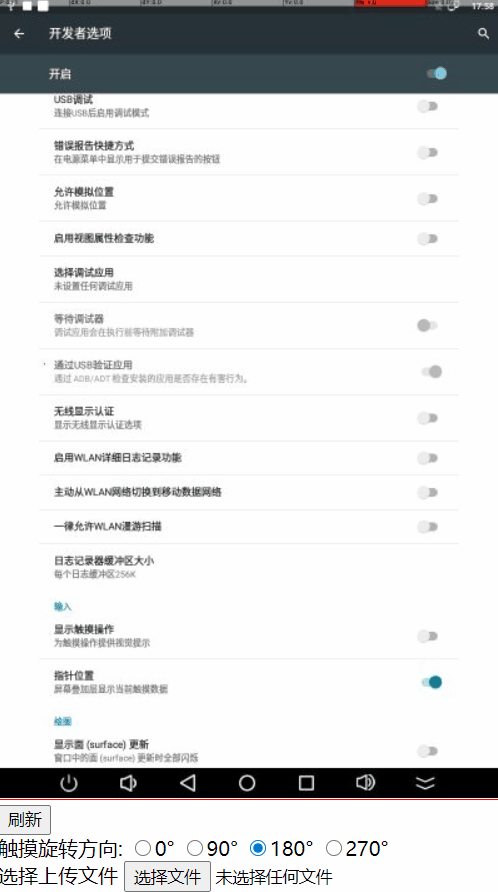 17:58
开发者选项
开启
USB调试
连接USB后启用调试模式
错误报告快捷方式
在电源菜单中显示用于提交错误报告的按钮
允许模拟位置
允许模拟位置
启用视图属性检查功能
选择调试应用
未设置任何调试应用
等待调试器
调试应用会在执行前等待附加调试器
通过USB验证应用
通过 ADB/ADT 检查安装的应用是否存在有害行为。
无线显示认证
显示无线显示认证选项
启用WLAN详细日志记录功能
主动从WLAN网络切换到移动数据网络
一律允许WLAN漫游扫描
日志记录器缓冲区大小
每个日志缓冲区256K
输入
显示触摸操作
为触摸操作提供视觉提示
指针位置
屏幕叠加层显示当前触摸数据
绘图
显示面 (surface) 更新
窗口中的面 (surface) 更新时全部闪烁
刷新
触摸旋转方向: 0° 90° 180° 270°
选择上传文件 选择文件 未选择任何文件